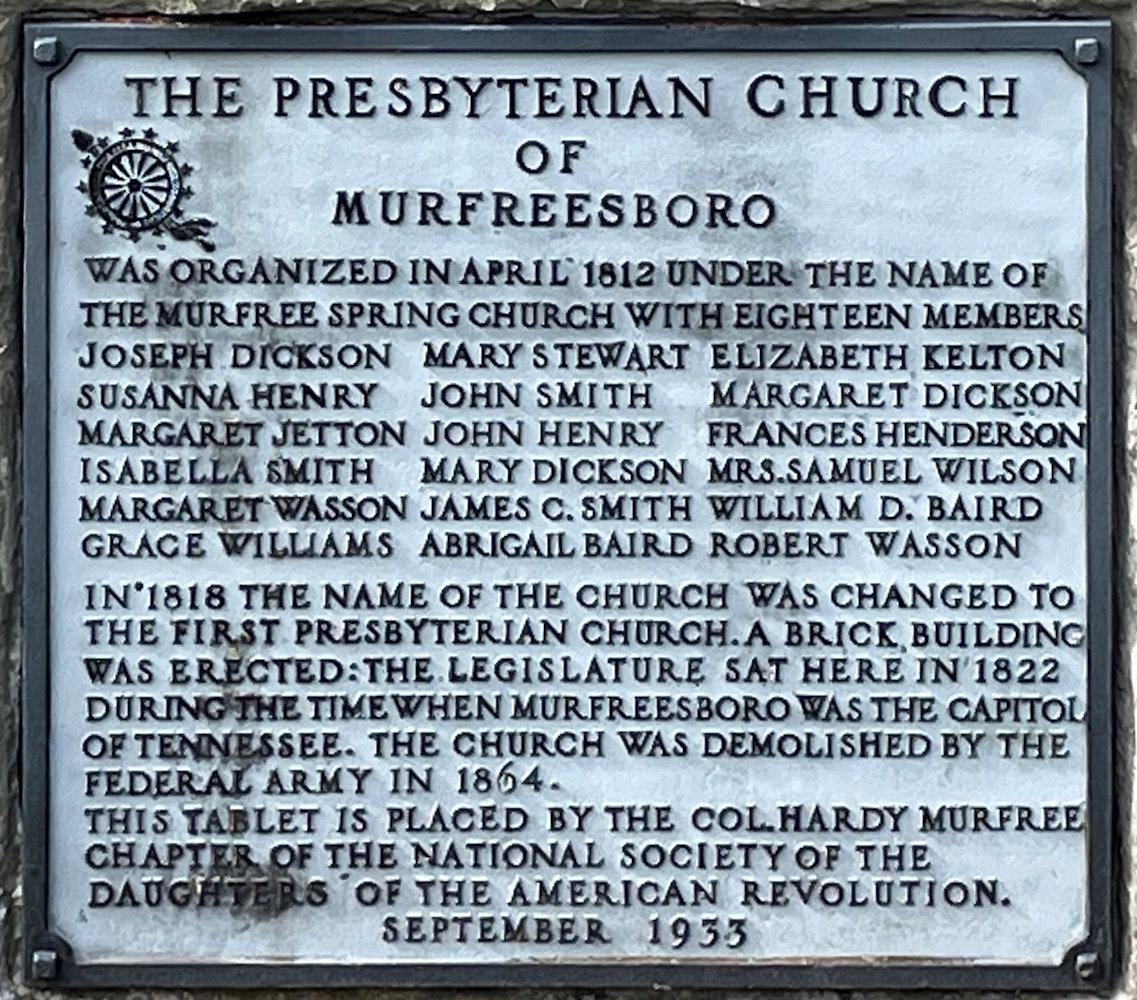 THE PRESBYTERIAN CHURCH
OF
MURFREESBORO
WAS ORGANIZED IN APRIL 1812 UNDER THE NAME OF
THE MURFREE SPRING CHURCH WITH EIGHTEEN MEMBERS
JOSEPH DICKSON MARY STEWART ELIZABETH KELTON
SUSANNA HENRY JOHN SMITH MARGARET DICKSON
MARGARET JETTON JOHN HENRY FRANCES HENDERSON
ISABELLA SMITH MARY DICKSON MRS. SAMUEL WILSON
MARGARET WASSON JAMES C. SMITH WILLIAM D. BAIRD
GRACE WILLIAMS ABRIGAIL BAIRD ROBERT WASSON
IN 1818 THE NAME OF THE CHURCH WAS CHANGED TO
THE FIRST PRESBYTERIAN CHURCH. A BRICK BUILDING
WAS ERECTED: THE LEGISLATURE SAT HERE IN 1822
DURING THE TIME WHEN MURFREESBORO WAS THE CAPITOL
OF TENNESSEE. THE CHURCH WAS DEMOLISHED BY THE
FEDERAL ARMY IN 1864.
THIS TABLET IS PLACED BY THE COL. HARDY MURFREE
CHAPTER OF THE NATIONAL SOCIETY OF THE
DAUGHTERS OF THE AMERICAN REVOLUTION.
SEPTEMBER 1933